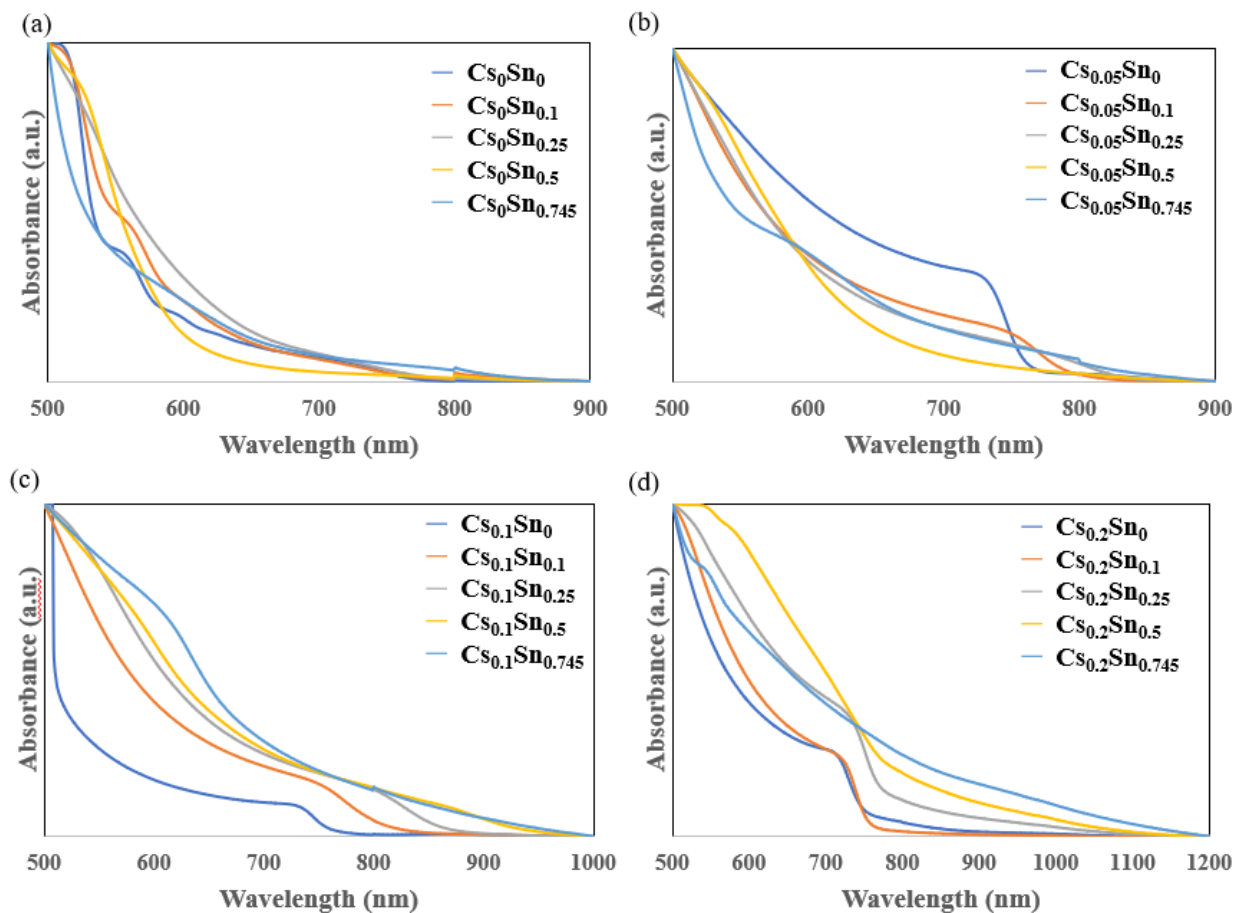 (a)
Cs0Sn0
Cs0Sn0.1
Cs0Sn0.25
Cs0Sn0.5
Cs0Sn0.745
Absorbance (a.u.)
500 600 700 800 900
Wavelength (nm)
(b)
Cs0.05Sn0
Cs0.05Sn0.1
Cs0.05Sn0.25
Cs0.05Sn0.5
Cs0.05Sn0.745
Absorbance (a.u.)
500 600 700 800 900
Wavelength (nm)
(c)
Cs0.1Sn0
Cs0.1Sn0.1
Cs0.1Sn0.25
Cs0.1Sn0.5
Cs0.1Sn0.745
Absorbance (a.u.)
500 600 700 800 900 1000
Wavelength (nm)
(d)
Cs0.2Sn0
Cs0.2Sn0.1
Cs0.2Sn0.25
Cs0.2Sn0.5
Cs0.2Sn0.745
Absorbance (a.u.)
500 600 700 800 900 1000 1100 1200
Wavelength (nm)